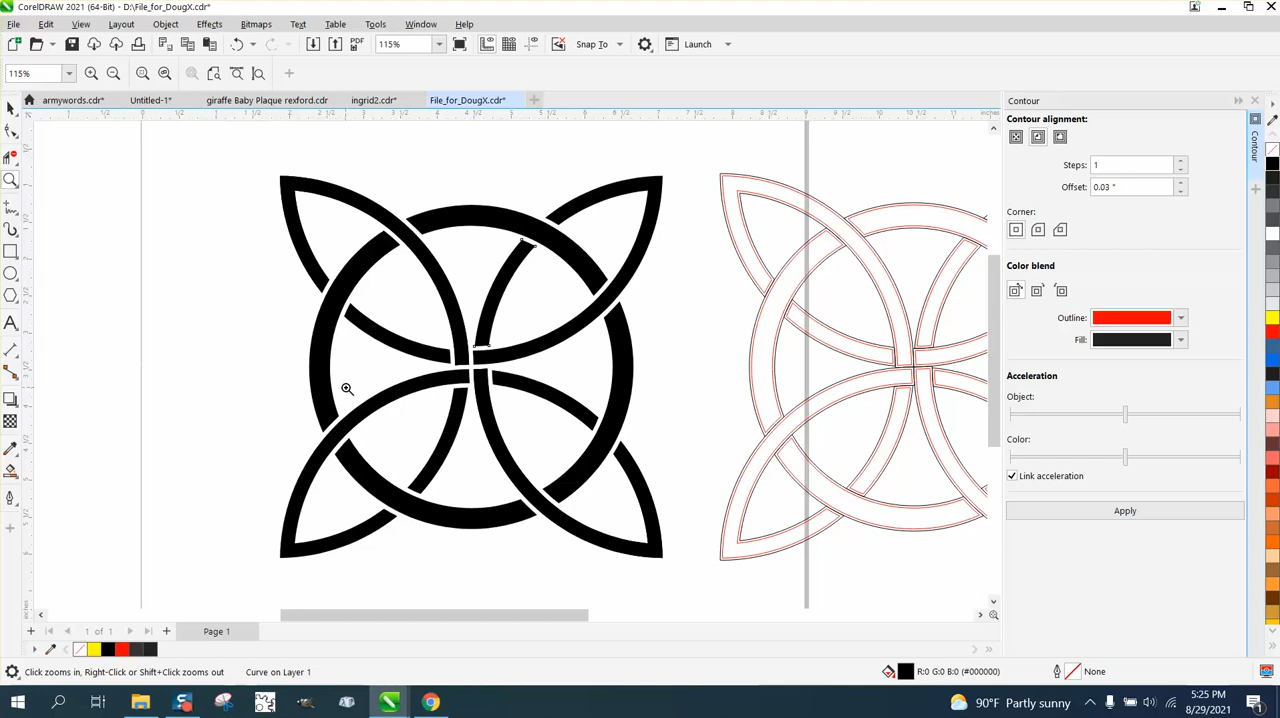 CorelDRAW 2021 (64-Bit) - D:\File_for_DougX.cdr*
File Edit View Layout Object Effects Bitmaps Text Table Tools Window Help
PDF 115% Snap To Launch
115%
armywords.cdr* Untitled-1* giraffe Baby Plaque rexford.cdr ingrid2.cdr* File_for_DougX.cdr*
inches
Contour
Contour alignment:
Steps: 1
Offset: 0.03 "
Corner:
Color blend
Outline:
Fill:
Acceleration
Object:
Color:
Link acceleration
Apply
Contour
1 of 1 Page 1
Click zooms in, Right-Click or Shift+Click zooms out Curve on Layer 1 R:0 G:0 B:0 (#000000) None
90°F Partly sunny 5:25 PM
8/29/2021